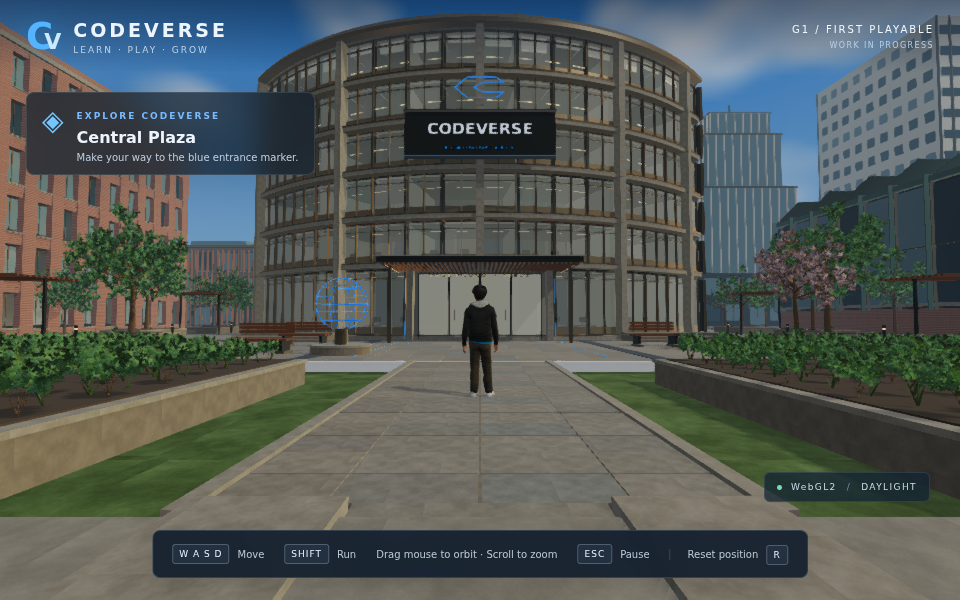 Cv CODEVERSE
LEARN · PLAY · GROW
G1 / FIRST PLAYABLE
WORK IN PROGRESS
EXPLORE CODEVERSE
Central Plaza
Make your way to the blue entrance marker.
CODEVERSE
WebGL2 / DAYLIGHT
W A S D Move SHIFT Run Drag mouse to orbit · Scroll to zoom ESC Pause | Reset position R